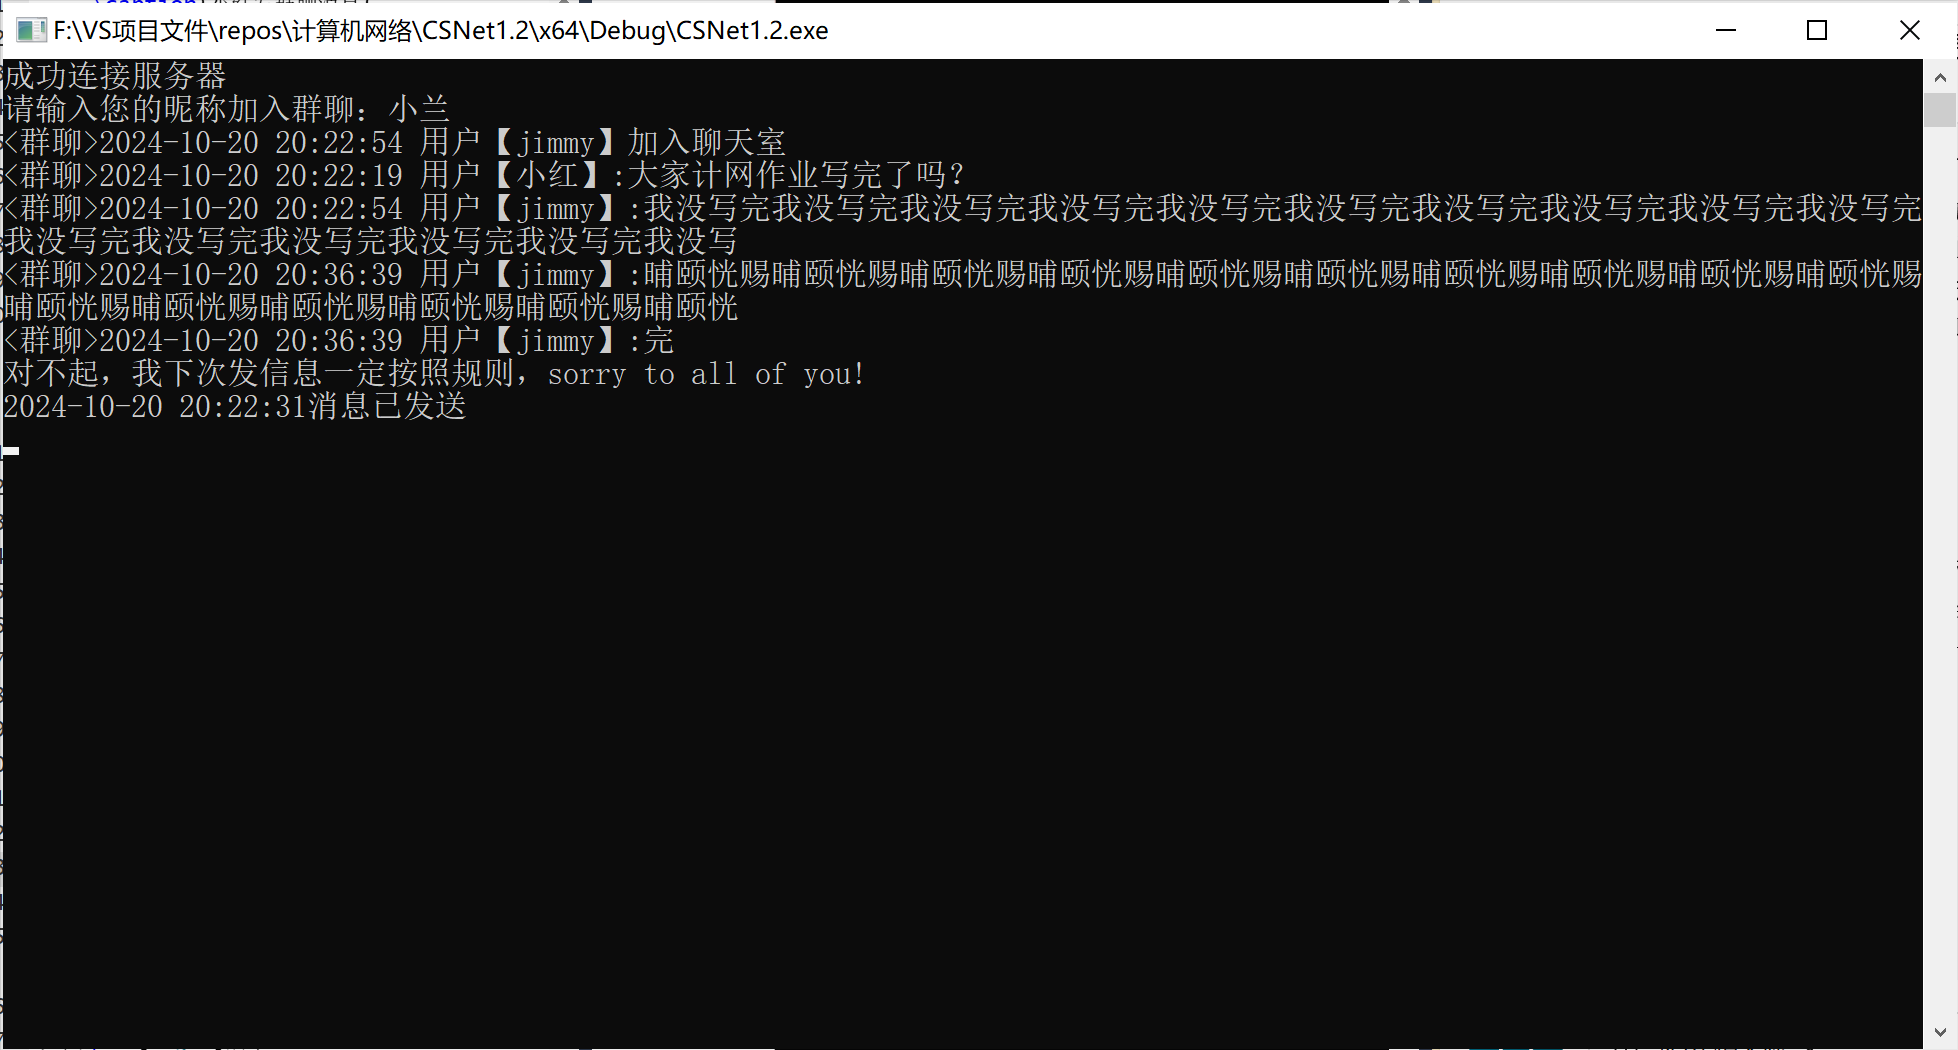 F:\VS项目文件\repos\计算机网络\CSNet1.2\x64\Debug\CSNet1.2.exe
成功连接服务器
请输入您的昵称加入群聊：小兰
<群聊>2024-10-20 20:22:54 用户【jimmy】加入聊天室
<群聊>2024-10-20 20:22:19 用户【小红】:大家计网作业写完了吗？
<群聊>2024-10-20 20:22:54 用户【jimmy】:我没写完我没写完我没写完我没写完我没写完我没写完我没写完我没写完我没写完我没写完
我没写完我没写完我没写完我没写完我没写完我没写
<群聊>2024-10-20 20:36:39 用户【jimmy】:晡颐恍赐晡颐恍赐晡颐恍赐晡颐恍赐晡颐恍赐晡颐恍赐晡颐恍赐晡颐恍赐晡颐恍赐晡颐恍赐
晡颐恍赐晡颐恍赐晡颐恍赐晡颐恍赐晡颐恍赐晡颐恍
<群聊>2024-10-20 20:36:39 用户【jimmy】:完
对不起，我下次发信息一定按照规则，sorry to all of you!
2024-10-20 20:22:31消息已发送